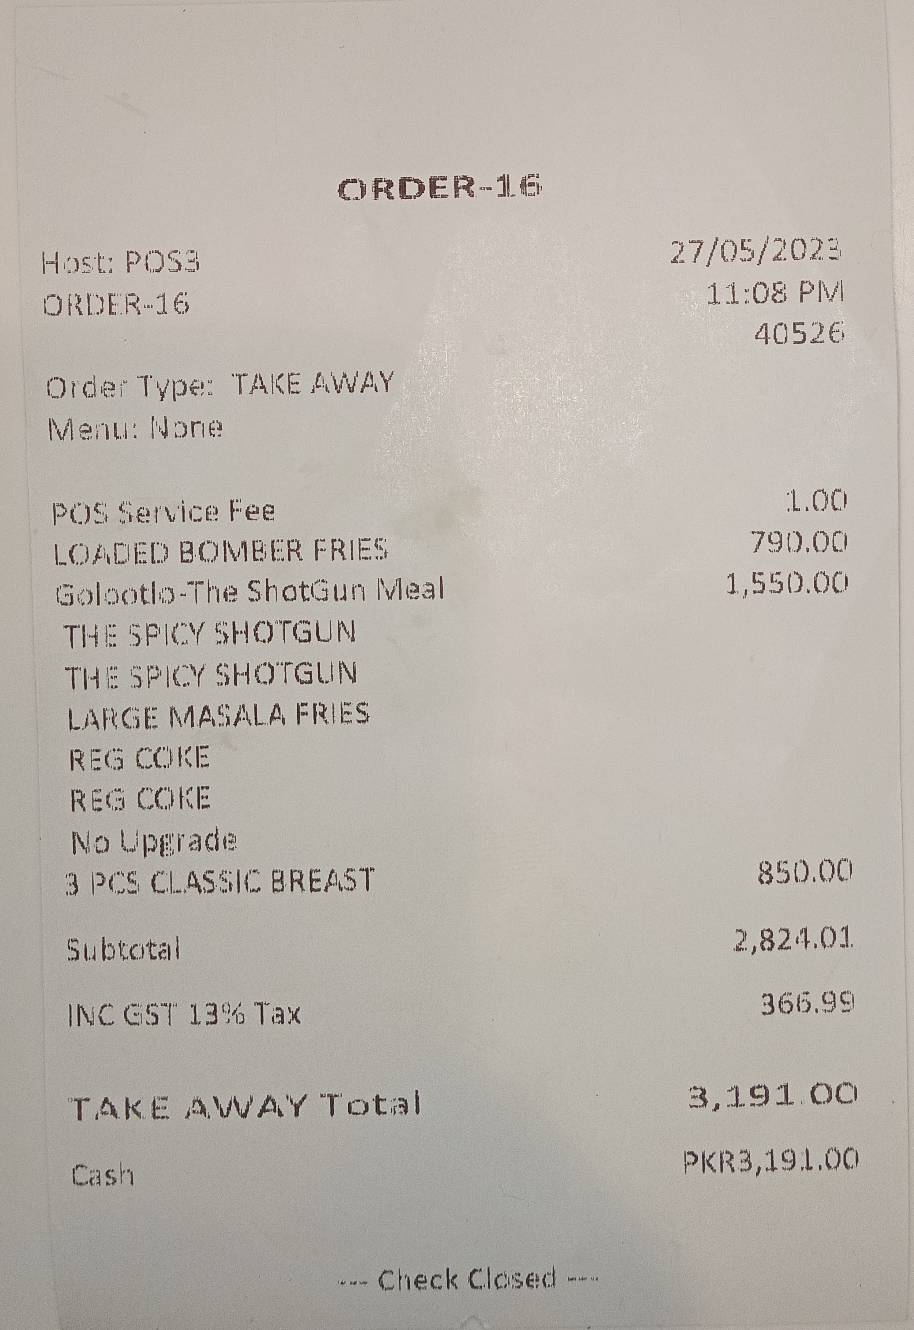 ORDER-16
Host: POS3 27/05/2023
ORDER-16 11:08 PM
40526
Order Type: TAKE AWAY
Menu: None
POS Service Fee 1.00
LOADED BOMBER FRIES 790.00
Golootlo-The ShotGun Meal 1,550.00
THE SPICY SHOTGUN
THE SPICY SHOTGUN
LARGE MASALA FRIES
REG COKE
REG COKE
No Upgrade
3 PCS CLASSIC BREAST 850.00
Subtotal 2,824.01
INC GST 13% Tax 366.99
TAKE AWAY Total 3,191.00
Cash PKR3,191.00
--- Check Closed ---